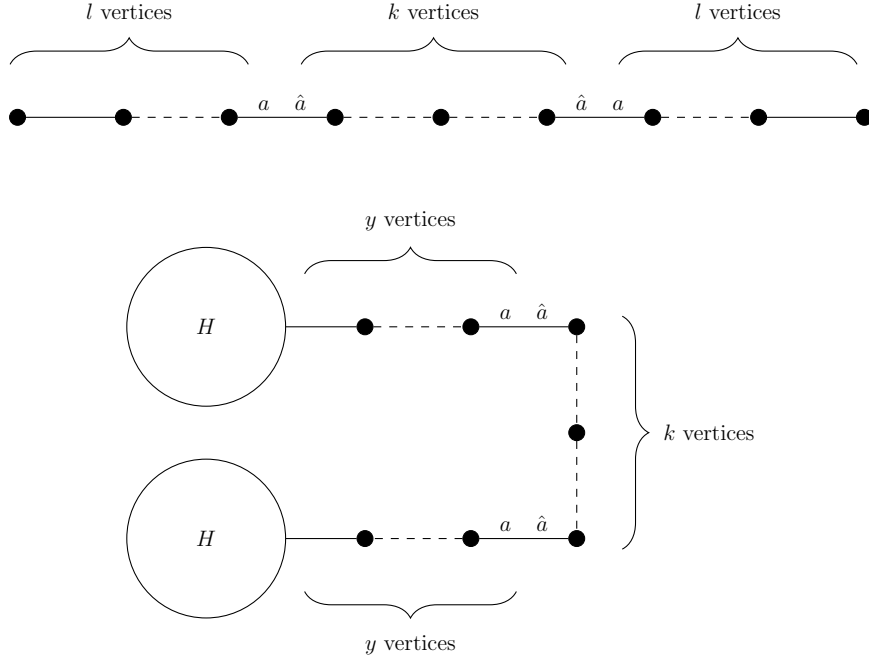 l vertices k vertices l vertices
a â â a
y vertices
H a â
k vertices
H a â
y vertices